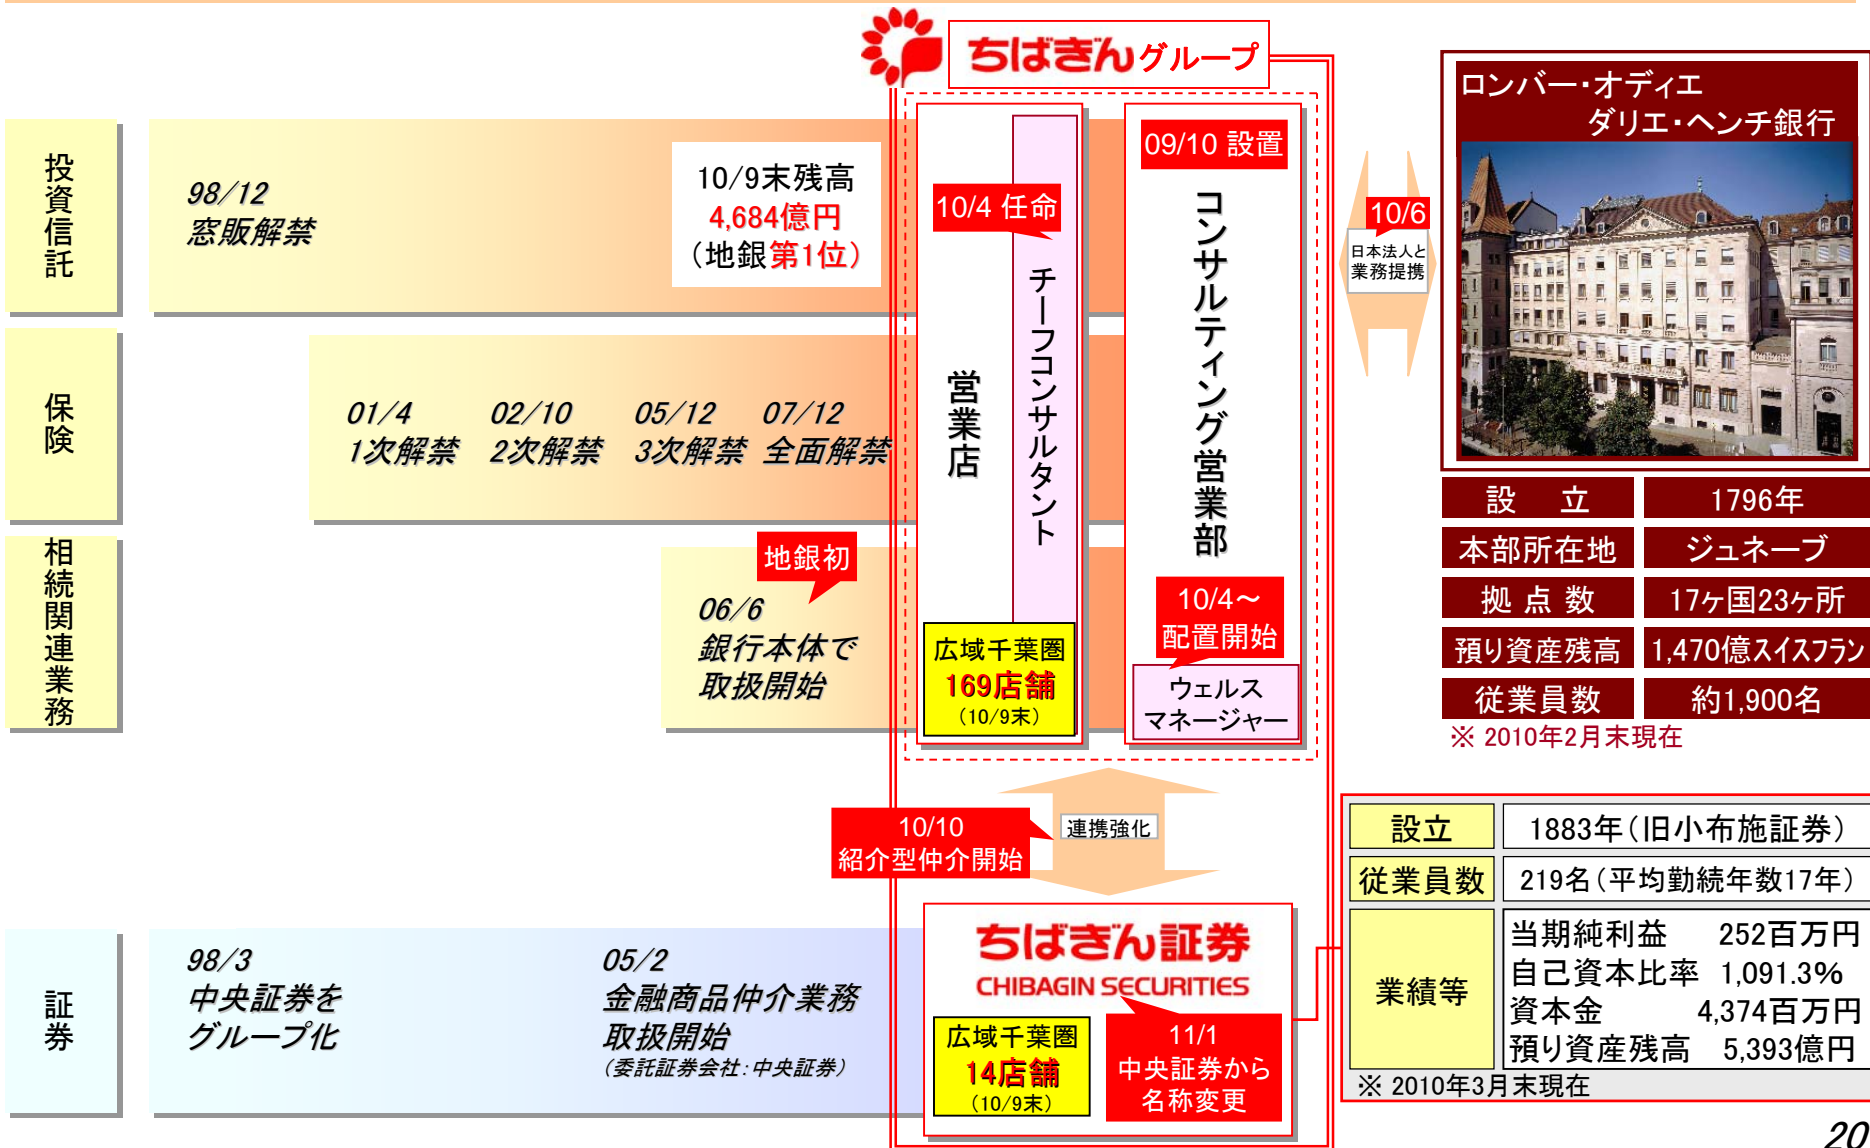 ちばぎんグループ
投資信託
98/12
窓販解禁
10/9末残高
4,684億円
（地銀第1位）
保険
01/4
1次解禁
02/10
2次解禁
05/12
3次解禁
07/12
全面解禁
相続関連業務
地銀初
06/6
銀行本体で
取扱開始
10/4 任命
チーフコンサルタント
営業店
広域千葉圏
169店舗
（10/9末）
09/10 設置
コンサルティング営業部
10/4～
配置開始
ウェルス
マネージャー
10/6
日本法人と
業務提携
ロンバー・オディエ
ダリエ・ヘンチ銀行
設　立 1796年
本部所在地 ジュネーブ
拠 点 数 17ヶ国23ヶ所
預り資産残高 1,470億スイスフラン
従業員数 約1,900名
※ 2010年2月末現在
10/10
紹介型仲介開始
連携強化
証券
98/3
中央証券を
グループ化
05/2
金融商品仲介業務
取扱開始
（委託証券会社：中央証券）
ちばぎん証券
CHIBAGIN SECURITIES
広域千葉圏
14店舗
（10/9末）
11/1
中央証券から
名称変更
設立 1883年（旧小布施証券）
従業員数 219名（平均勤続年数17年）
業績等
当期純利益 252百万円
自己資本比率 1,091.3%
資本金 4,374百万円
預り資産残高 5,393億円
※ 2010年3月末現在
20